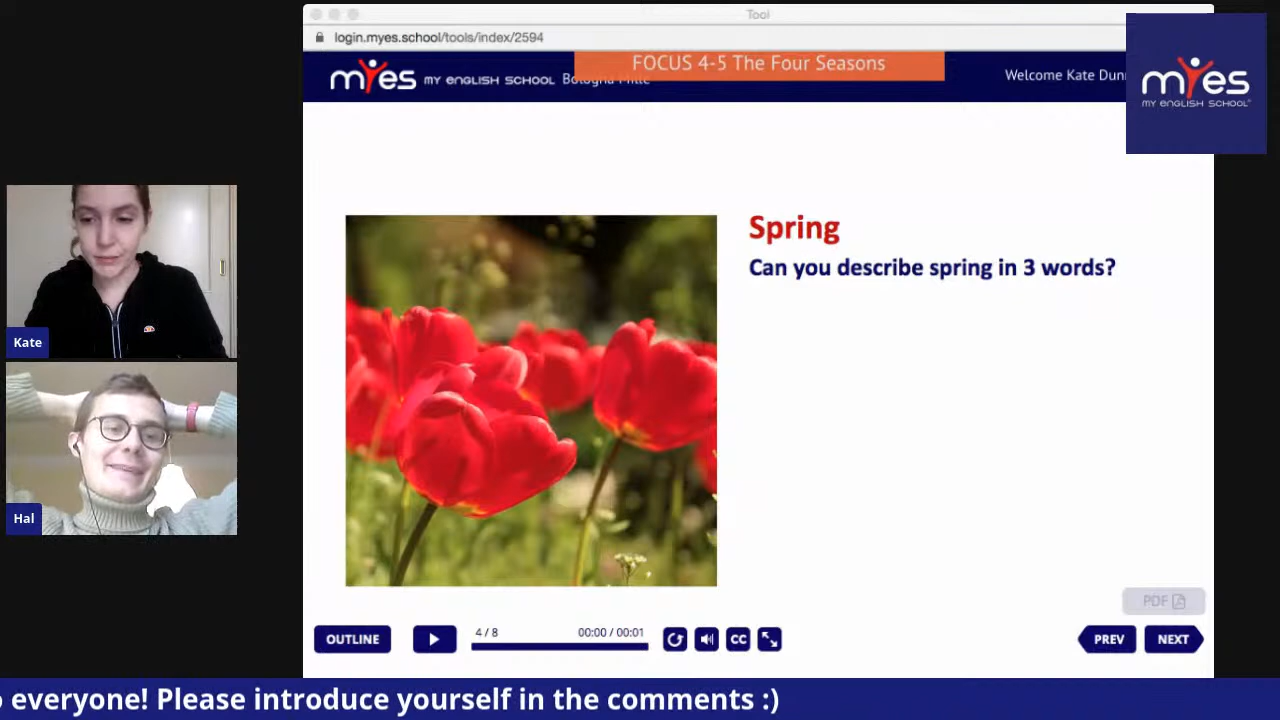 Tool
login.myes.school/tools/index/2594
FOCUS 4-5 The Four Seasons
myes MY ENGLISH SCHOOL
Welcome Kate
myes
MY ENGLISH SCHOOL
Spring
Can you describe spring in 3 words?
Kate
Hal
PDF
OUTLINE
4 / 8
00:00 / 00:01
CC
PREV
NEXT
everyone! Please introduce yourself in the comments :)